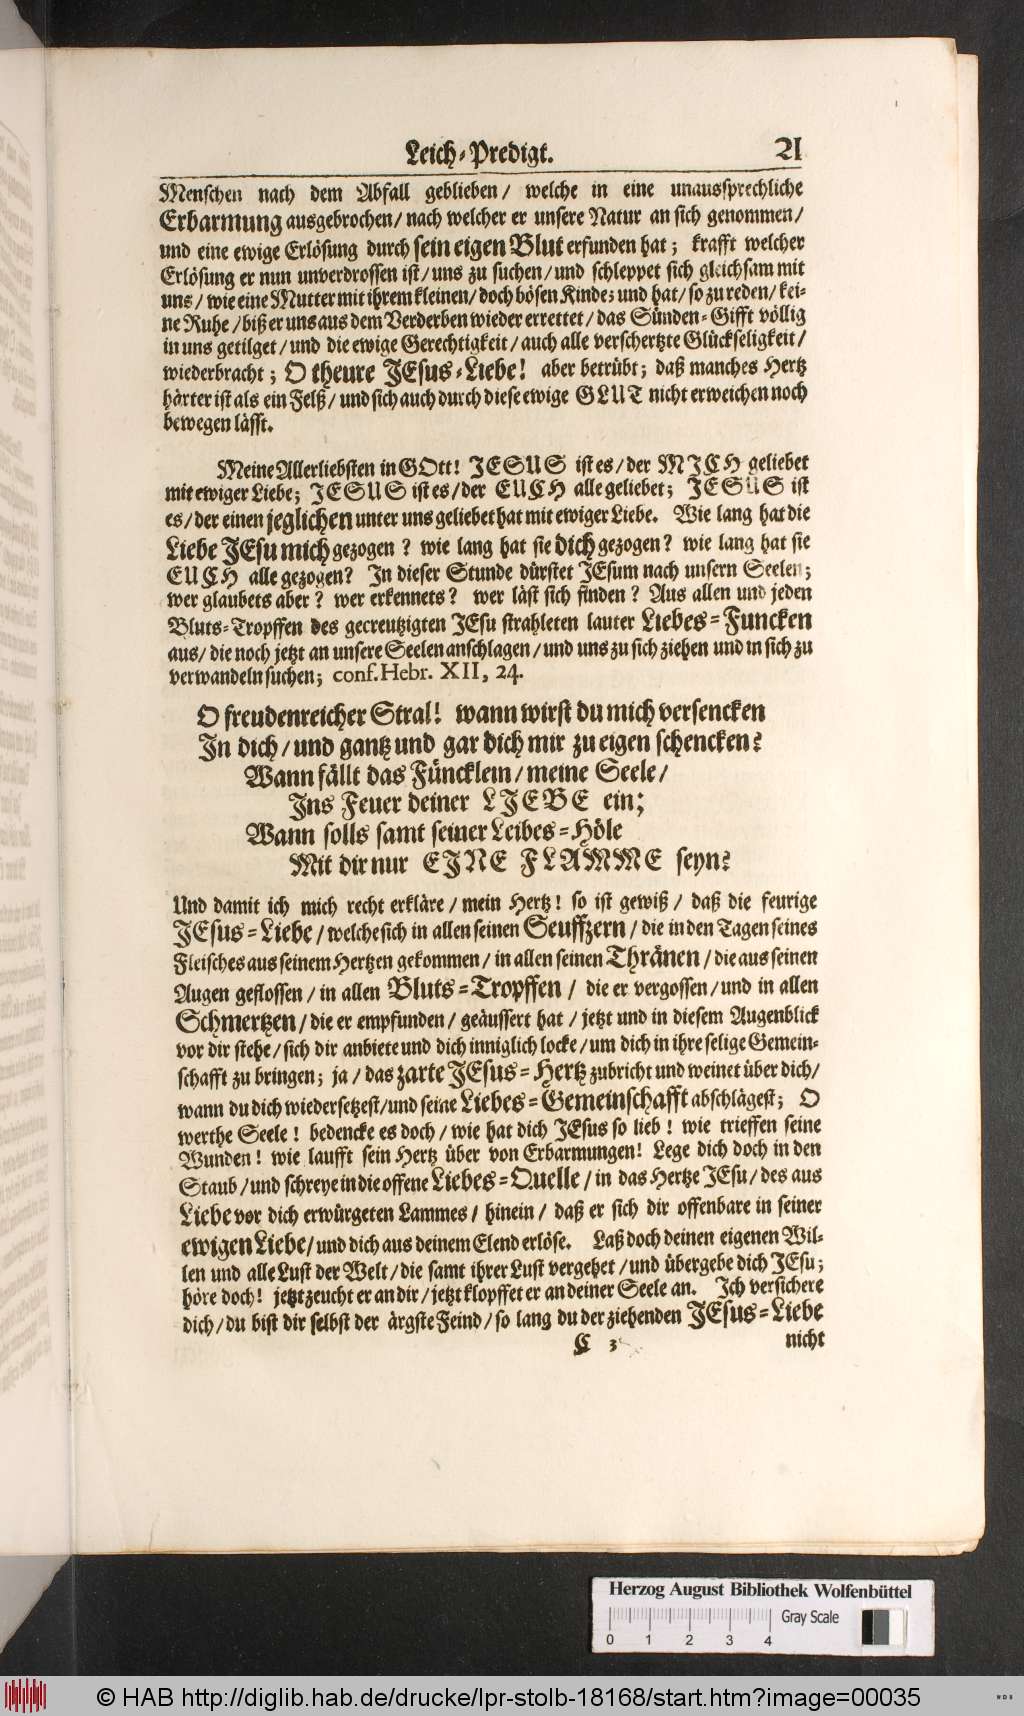 Leich-Predigt. 21
Menschen nach dem Abfall geblieben/ welche in eine unaussprechliche
Erbarmung ausgebrochen/ nach welcher er unsere Natur an sich genommen/
und eine ewige Erlösung durch sein eigen Blut erfunden hat; krafft welcher
Erlösung er nun unverdrossen ist/ uns zu suchen/ und schleppet sich gleichsam mit
uns/ wie eine Mutter mit ihrem kleinen/ doch bösen Kinde; und hat/ so zu reden/ kei-
ne Ruhe/ biß er uns aus dem Verderben wieder errettet/ das Sünden-Gifft völlig
in uns getilget/ und die ewige Gerechtigkeit/ auch alle verschertzte Glückseligkeit/
wiederbracht; O theure JEsus-Liebe! aber betrübt; daß manches Hertz
härter ist als ein Felß/ und sich auch durch diese ewige GLUT nicht erweichen noch
bewegen läſſt.
Meine Allerliebsten in GOtt! JESUS ist es/ der MICH geliebet
mit ewiger Liebe; JESUS ist es/ der EUCH alle geliebet; JESUS ist
es/ der einen jeglichen unter uns geliebet hat mit ewiger Liebe. Wie lang hat die
Liebe JEsu mich gezogen? wie lang hat sie dich gezogen? wie lang hat sie
EUCH alle gezogen? In dieser Stunde dürstet JEsum nach unsern Seelen;
wer glaubets aber? wer erkennets? wer läst sich finden? Aus allen und jeden
Bluts-Tropffen des gecreutzigten JEsu strahleten lauter Liebes-Funcken
aus/ die noch jetzt an unsere Seelen anschlagen/ und uns zu sich ziehen und in sich zu
verwandeln suchen; conf. Hebr. XII, 24.
O freudenreicher Stral! wann wirst du mich versencken
In dich/ und gantz und gar dich mir zu eigen schencken?
Wann fällt das Füncklein/ meine Seele/
Ins Feuer deiner LIEBE ein;
Wann solls samt seiner Leibes-Höle
Mit dir nur EINE FLAMME seyn?
Und damit ich mich recht erkläre/ mein Hertz! so ist gewiß/ daß die feurige
JEsus-Liebe/ welche sich in allen seinen Seuffzern/ die in den Tagen seines
Fleisches aus seinem Hertzen gekommen/ in allen seinen Thränen/ die aus seinen
Augen geflossen/ in allen Bluts-Tropffen/ die er vergossen/ und in allen
Schmertzen/ die er empfunden/ geäussert hat/ jetzt und in diesem Augenblick
vor dir stehe/ sich dir anbiete und dich inniglich locke/ um dich in ihre selige Gemein-
schafft zu bringen; ja/ das zarte JEsus-Hertz zubricht und weinet über dich/
wann du dich wiedersetzest/ und seine Liebes-Gemeinschafft abschlägest; O
werthe Seele! bedencke es doch/ wie hat dich JEsus so lieb! wie trieffen seine
Wunden! wie laufft sein Hertz über von Erbarmungen! Lege dich doch in den
Staub/ und schreye in die offene Liebes-Quelle/ in das Hertze JEsu/ des aus
Liebe vor dich erwürgeten Lammes/ hinein/ daß er sich dir offenbare in seiner
ewigen Liebe/ und dich aus deinem Elend erlöse. Laß doch deinen eigenen Wil-
len und alle Lust der Welt/ die samt ihrer Lust vergehet/ und übergebe dich JEsu;
höre doch! jetzt zeucht er an dir/ jetzt klopffet er an deiner Seele an. Ich versichere
dich/ du bist dir selbst der ärgste Feind/ so lang du der ziehenden JEsus-Liebe
C 3 nicht
Herzog August Bibliothek Wolfenbüttel
Gray Scale
0 1 2 3 4
© HAB http://diglib.hab.de/drucke/lpr-stolb-18168/start.htm?image=00035